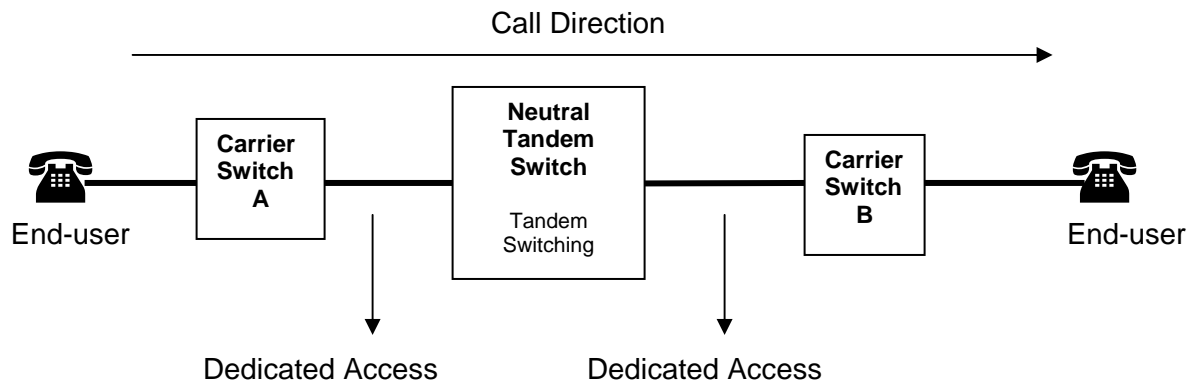 Call Direction
End-user
Carrier
Switch
A
Neutral
Tandem
Switch
Tandem
Switching
Carrier
Switch
B
End-user
Dedicated Access
Dedicated Access